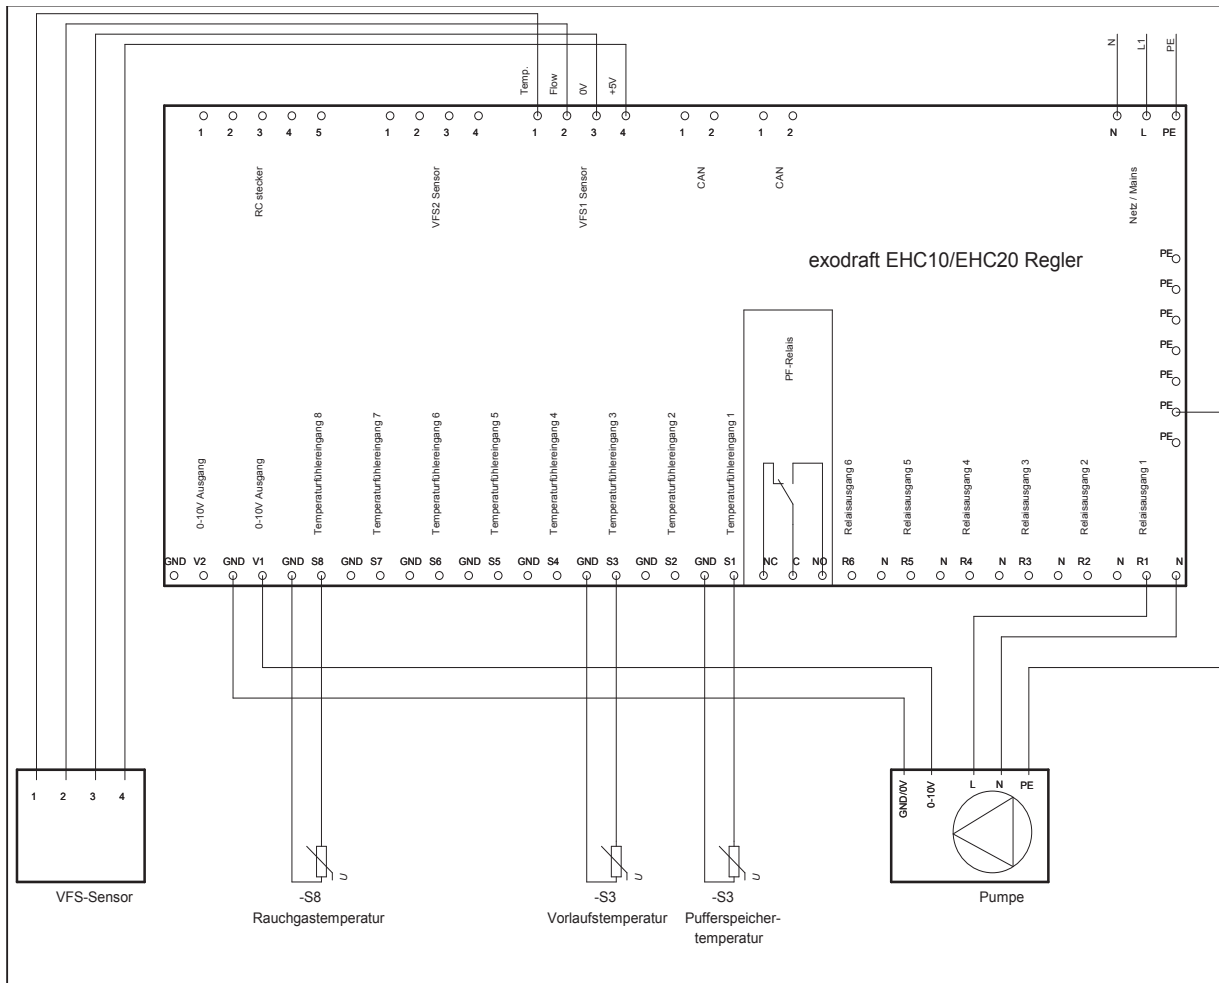 N L1 PE
Temp. Flow 0V +5V
1 2 3 4 5 1 2 3 4 1 2 3 4 1 2 1 2 N L PE
RC stecker
VFS2 Sensor
VFS1 Sensor
CAN
CAN
Netz / Mains
exodraft EHC10/EHC20 Regler
PE
PE
PE
PE
PE
PE
PE
PF-Relais
0-10V Ausgang
0-10V Ausgang
Temperaturfühlereingang 8
Temperaturfühlereingang 7
Temperaturfühlereingang 6
Temperaturfühlereingang 5
Temperaturfühlereingang 4
Temperaturfühlereingang 3
Temperaturfühlereingang 2
Temperaturfühlereingang 1
Relaisausgang 6
Relaisausgang 5
Relaisausgang 4
Relaisausgang 3
Relaisausgang 2
Relaisausgang 1
GND V2 GND V1 GND S8 GND S7 GND S6 GND S5 GND S4 GND S3 GND S2 GND S1 NC C NO R6 N R5 N R4 N R3 N R2 N R1 N
1 2 3 4
GND/0V 0-10V L N PE
U U U
VFS-Sensor
-S8
Rauchgastemperatur
-S3
Vorlaufstemperatur
-S3
Pufferspeicher-
temperatur
Pumpe